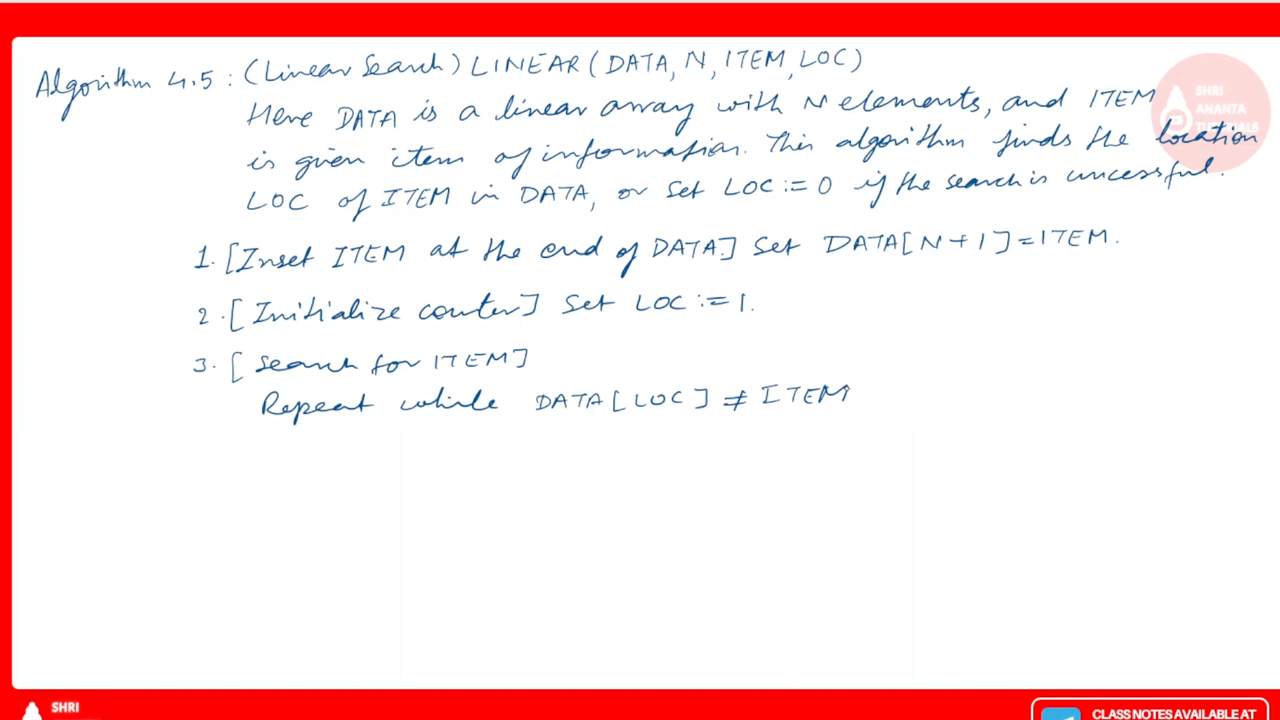 Algorithm 4.5 : (Linear Search) LINEAR (DATA, N, ITEM, LOC)
Here DATA is a linear array with N elements, and ITEM
is given item of information. This algorithm finds the location
LOC of ITEM in DATA, or set LOC := 0 if the search is uncessful.
1. [Inset ITEM at the end of DATA.] Set DATA[N+1] = ITEM.
2. [Initialize counter] Set LOC := 1.
3. [Search for ITEM]
Repeat while DATA[LOC] ≠ ITEM
SHRI
ANANTA
SHRI
CLASS NOTES AVAILABLE AT